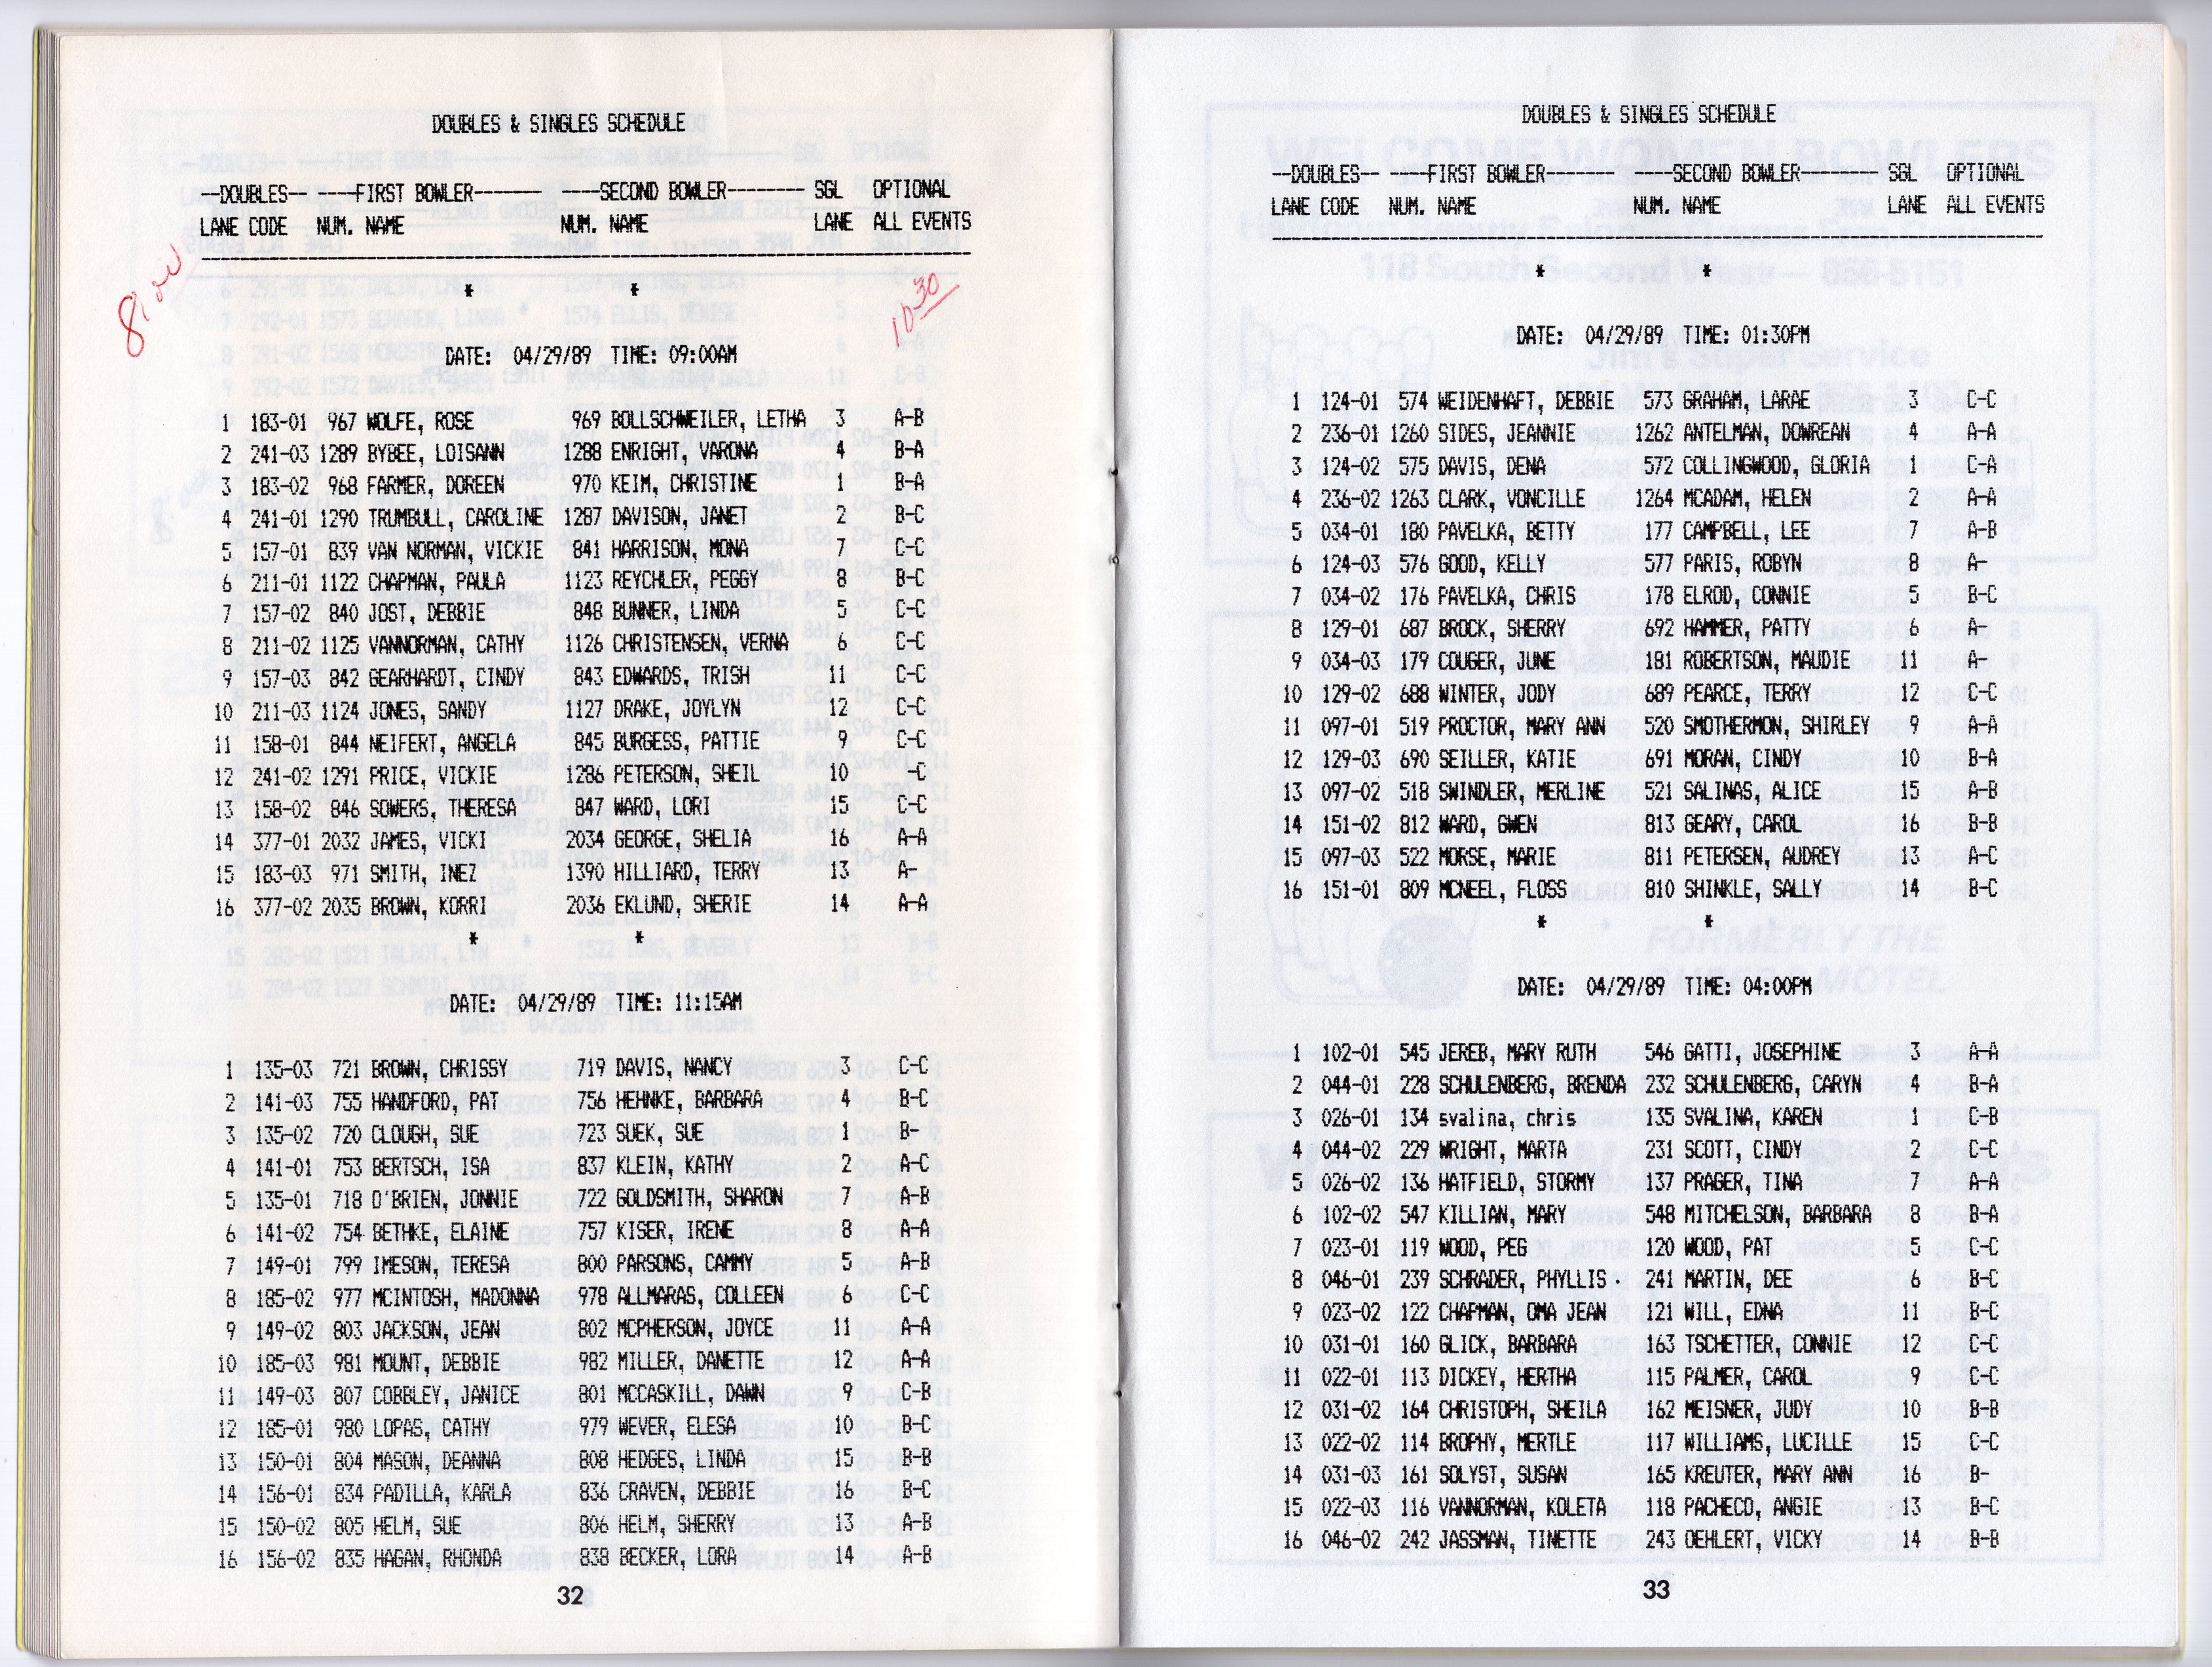 DOUBLES & SINGLES SCHEDULE
--DOUBLES-----FIRST BOWLER------- -----SECOND BOWLER-------- SGL OPTIONAL
LANE CODE NUM. NAME NUM. NAME LANE ALL EVENTS
10:30
* *
DATE: 04/29/89 TIME: 09:00AM
1 183-01 967 WOLFE, ROSE 969 BOLLSCHWEILER, LETHA 3 A-B
2 241-03 1289 BYBEE, LOISANN 1288 ENRIGHT, VARONA 4 B-A
3 183-02 968 FARMER, DOREEN 970 KEIM, CHRISTINE 1 B-A
4 241-01 1290 TRUMBULL, CAROLINE 1287 DAVISON, JANET 2 B-C
5 157-01 839 VAN NORMAN, VICKIE 841 HARRISON, MONA 7 C-C
6 211-01 1122 CHAPMAN, PAULA 1123 REYCHLER, PEGGY 8 B-C
7 157-02 840 JOST, DEBBIE 848 BUNNER, LINDA 5 C-C
8 211-02 1125 VANNORMAN, CATHY 1126 CHRISTENSEN, VERNA 6 C-C
9 157-03 842 GEARHARDT, CINDY 843 EDWARDS, TRISH 11 C-C
10 211-03 1124 JONES, SANDY 1127 DRAKE, JOYLYN 12 C-C
11 158-01 844 NEIFERT, ANGELA 845 BURGESS, PATTIE 9 C-C
12 241-02 1291 PRICE, VICKIE 1286 PETERSON, SHEIL 10 -C
13 158-02 846 SOWERS, THERESA 847 WARD, LORI 15 C-C
14 377-01 2032 JAMES, VICKI 2034 GEORGE, SHELIA 16 A-A
15 183-03 971 SMITH, INEZ 1390 HILLIARD, TERRY 13 A-
16 377-02 2035 BROWN, KORRI 2036 EKLUND, SHERIE 14 A-A
* *
DATE: 04/29/89 TIME: 11:15AM
1 135-03 721 BROWN, CHRISSY 719 DAVIS, NANCY 3 C-C
2 141-03 755 HANDFORD, PAT 756 HEHNKE, BARBARA 4 B-C
3 135-02 720 CLOUGH, SUE 723 SUEK, SUE 1 B-
4 141-01 753 BERTSCH, ISA 837 KLEIN, KATHY 2 A-C
5 135-01 718 O'BRIEN, JONNIE 722 GOLDSMITH, SHARON 7 A-B
6 141-02 754 BETHKE, ELAINE 757 KISER, IRENE 8 A-A
7 149-01 799 IMESON, TERESA 800 PARSONS, CAMMY 5 A-B
8 185-02 977 MCINTOSH, MADONNA 978 ALLMARAS, COLLEEN 6 C-C
9 149-02 803 JACKSON, JEAN 802 MCPHERSON, JOYCE 11 A-A
10 185-03 981 MOUNT, DEBBIE 982 MILLER, DANETTE 12 A-A
11 149-03 807 COBBLEY, JANICE 801 MCCASKILL, DAWN 9 C-B
12 185-01 980 LOPAS, CATHY 979 WEVER, ELESA 10 B-C
13 150-01 804 MASON, DEANNA 808 HEDGES, LINDA 15 B-B
14 156-01 834 PADILLA, KARLA 836 CRAVEN, DEBBIE 16 B-C
15 150-02 805 HELM, SUE 806 HELM, SHERRY 13 A-B
16 156-02 835 HAGAN, RHONDA 838 BECKER, LORA 14 A-B
32
DOUBLES & SINGLES SCHEDULE
--DOUBLES-- ----FIRST BOWLER------- -----SECOND BOWLER-------- SGL OPTIONAL
LANE CODE NUM. NAME NUM. NAME LANE ALL EVENTS
* *
DATE: 04/29/89 TIME: 01:30PM
1 124-01 574 WEIDENHAFT, DEBBIE 573 GRAHAM, LARAE 3 C-C
2 236-01 1260 SIDES, JEANNIE 1262 ANTELMAN, DOWREAN 4 A-A
3 124-02 575 DAVIS, DENA 572 COLLINGWOOD, GLORIA 1 C-A
4 236-02 1263 CLARK, VONCILLE 1264 MCADAM, HELEN 2 A-A
5 034-01 180 PAVELKA, BETTY 177 CAMPBELL, LEE 7 A-B
6 124-03 576 GOOD, KELLY 577 PARIS, ROBYN 8 A-
7 034-02 176 PAVELKA, CHRIS 178 ELROD, CONNIE 5 B-C
8 129-01 687 BROCK, SHERRY 692 HAMMER, PATTY 6 A-
9 034-03 179 COUGER, JUNE 181 ROBERTSON, MAUDIE 11 A-
10 129-02 688 WINTER, JODY 689 PEARCE, TERRY 12 C-C
11 097-01 519 PROCTOR, MARY ANN 520 SMOTHERMON, SHIRLEY 9 A-A
12 129-03 690 SEILLER, KATIE 691 MORAN, CINDY 10 B-A
13 097-02 518 SWINDLER, MERLINE 521 SALINAS, ALICE 15 A-B
14 151-02 812 WARD, GWEN 813 GEARY, CAROL 16 B-B
15 097-03 522 MORSE, MARIE 811 PETERSEN, AUDREY 13 A-C
16 151-01 809 MCNEEL, FLOSS 810 SHINKLE, SALLY 14 B-C
* *
DATE: 04/29/89 TIME: 04:00PM
1 102-01 545 JEREB, MARY RUTH 546 GATTI, JOSEPHINE 3 A-A
2 044-01 228 SCHULENBERG, BRENDA 232 SCHULENBERG, CARYN 4 B-A
3 026-01 134 svalina, chris 135 SVALINA, KAREN 1 C-B
4 044-02 229 WRIGHT, MARTA 231 SCOTT, CINDY 2 C-C
5 026-02 136 HATFIELD, STORMY 137 PRAGER, TINA 7 A-A
6 102-02 547 KILLIAN, MARY 548 MITCHELSON, BARBARA 8 B-A
7 023-01 119 WOOD, PEG 120 WOOD, PAT 5 C-C
8 046-01 239 SCHRADER, PHYLLIS 241 MARTIN, DEE 6 B-C
9 023-02 122 CHAPMAN, OMA JEAN 121 WILL, EDNA 11 B-C
10 031-01 160 GLICK, BARBARA 163 TSCHETTER, CONNIE 12 C-C
11 022-01 113 DICKEY, HERTHA 115 PALMER, CAROL 9 C-C
12 031-02 164 CHRISTOPH, SHEILA 162 MEISNER, JUDY 10 B-B
13 022-02 114 BROPHY, MERTLE 117 WILLIAMS, LUCILLE 15 C-C
14 031-03 161 SOLYST, SUSAN 165 KREUTER, MARY ANN 16 B-
15 022-03 116 VANNORMAN, KOLETA 118 PACHECO, ANGIE 13 B-C
16 046-02 242 JASSMAN, TINETTE 243 OEHLERT, VICKY 14 B-B
33